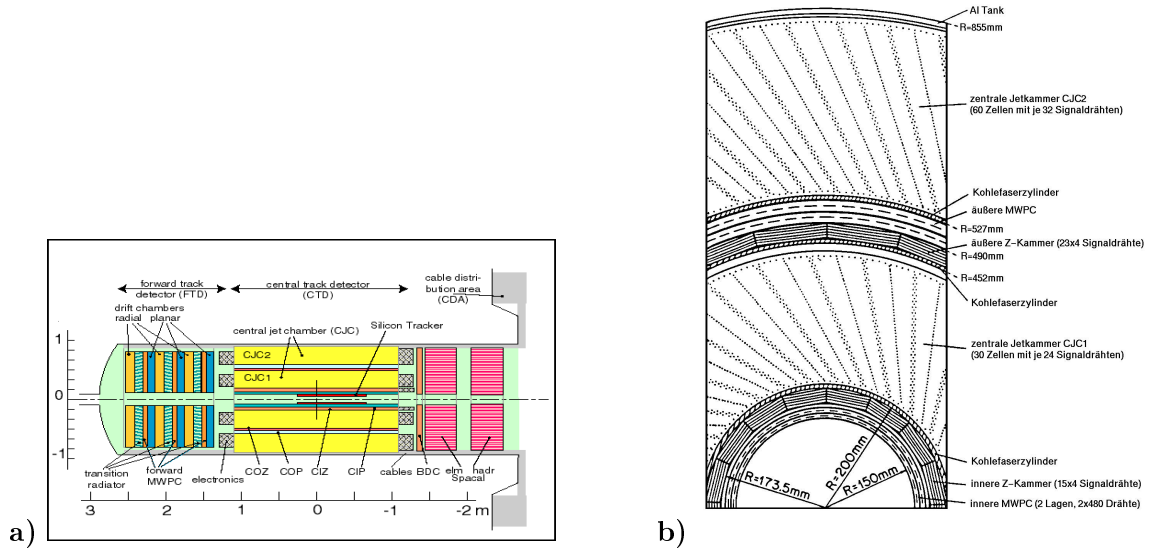 cable distri-
bution area
(CDA)
forward track
detector (FTD)
central track detector
(CTD)
drift chambers
radial planar
central jet chamber (CJC)
Silicon Tracker
CJC2
CJC1
1
0
-1
transition
radiator
forward
MWPC
electronics
COZ
COP
CIZ
CIP
cables
BDC
elm hadr
Spacal
3
2
1
0
-1
-2 m
a)
Al Tank
R=855mm
zentrale Jetkammer CJC2
(60 Zellen mit je 32 Signaldrähten)
Kohlefaserzylinder
äußere MWPC
R=527mm
äußere Z-Kammer (23x4 Signaldrähte)
R=490mm
R=452mm
Kohlefaserzylinder
zentrale Jetkammer CJC1
(30 Zellen mit je 24 Signaldrähten)
Kohlefaserzylinder
R=200mm
R=150mm
R=173.5mm
innere Z-Kammer (15x4 Signaldrähte)
innere MWPC (2 Lagen, 2x480 Drähte)
b)